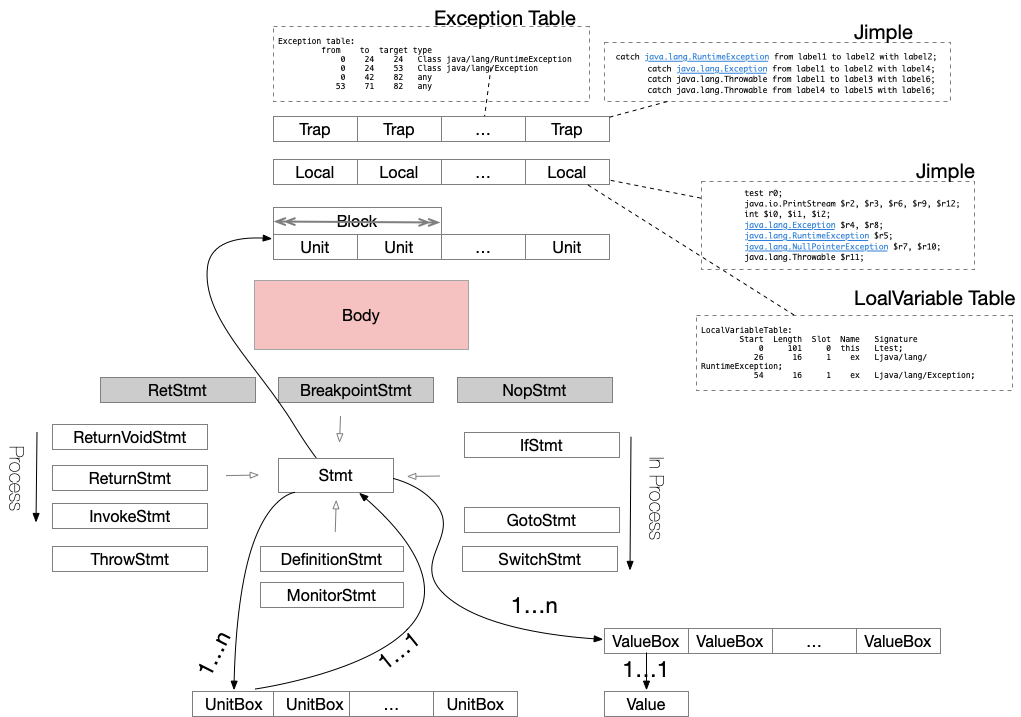 Exception Table
Exception table:
from to target type
0 24 24 Class java/lang/RuntimeException
0 24 53 Class java/lang/Exception
0 42 82 any
53 71 82 any
Jimple
catch java.lang.RuntimeException from label1 to label2 with label2;
catch java.lang.Exception from label1 to label2 with label4;
catch java.lang.Throwable from label1 to label3 with label6;
catch java.lang.Throwable from label4 to label5 with label6;
Trap Trap ... Trap
Local Local ... Local
Jimple
test r0;
java.io.PrintStream $r2, $r3, $r6, $r9, $r12;
int $i0, $i1, $i2;
java.lang.Exception $r4, $r8;
java.lang.RuntimeException $r5;
java.lang.NullPointerException $r7, $r10;
java.lang.Throwable $r11;
Block
Unit Unit ... Unit
Body
LoalVariable Table
LocalVariableTable:
Start Length Slot Name Signature
0 101 0 this Ltest;
26 16 1 ex Ljava/lang/
RuntimeException;
54 16 1 ex Ljava/lang/Exception;
RetStmt BreakpointStmt NopStmt
Process
ReturnVoidStmt
ReturnStmt
InvokeStmt
ThrowStmt
Stmt
DefinitionStmt
MonitorStmt
IfStmt
GotoStmt
SwitchStmt
In Process
1...n
1...1
1...n
ValueBox ValueBox ... ValueBox
1...1
Value
UnitBox UnitBox ... UnitBox